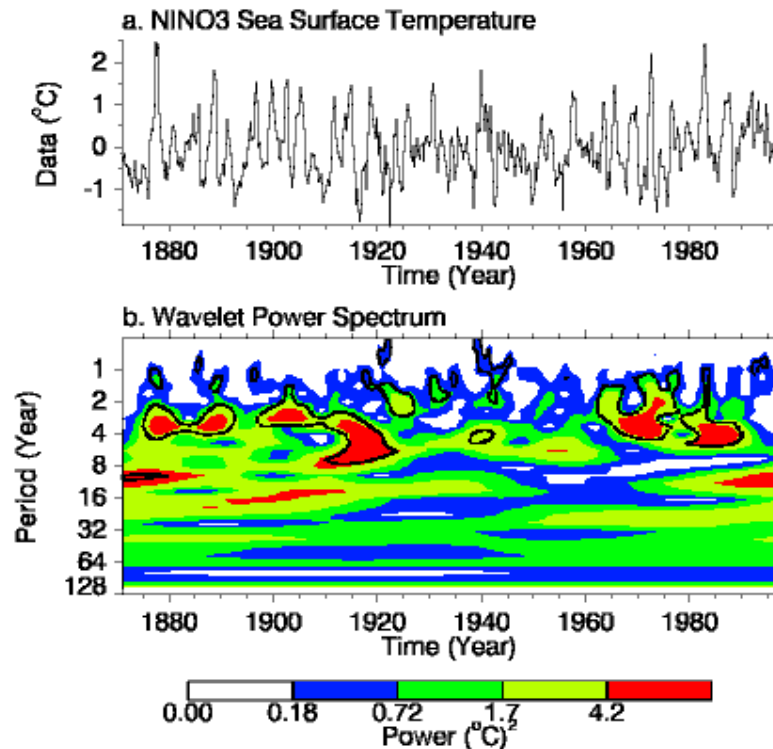 a. NINO3 Sea Surface Temperature
Data (°C)
2
1
0
-1
1880 1900 1920 1940 1960 1980
Time (Year)
b. Wavelet Power Spectrum
Period (Year)
1
2
4
8
16
32
64
128
1880 1900 1920 1940 1960 1980
Time (Year)
0.00 0.18 0.72 1.7 4.2
Power (°C)²